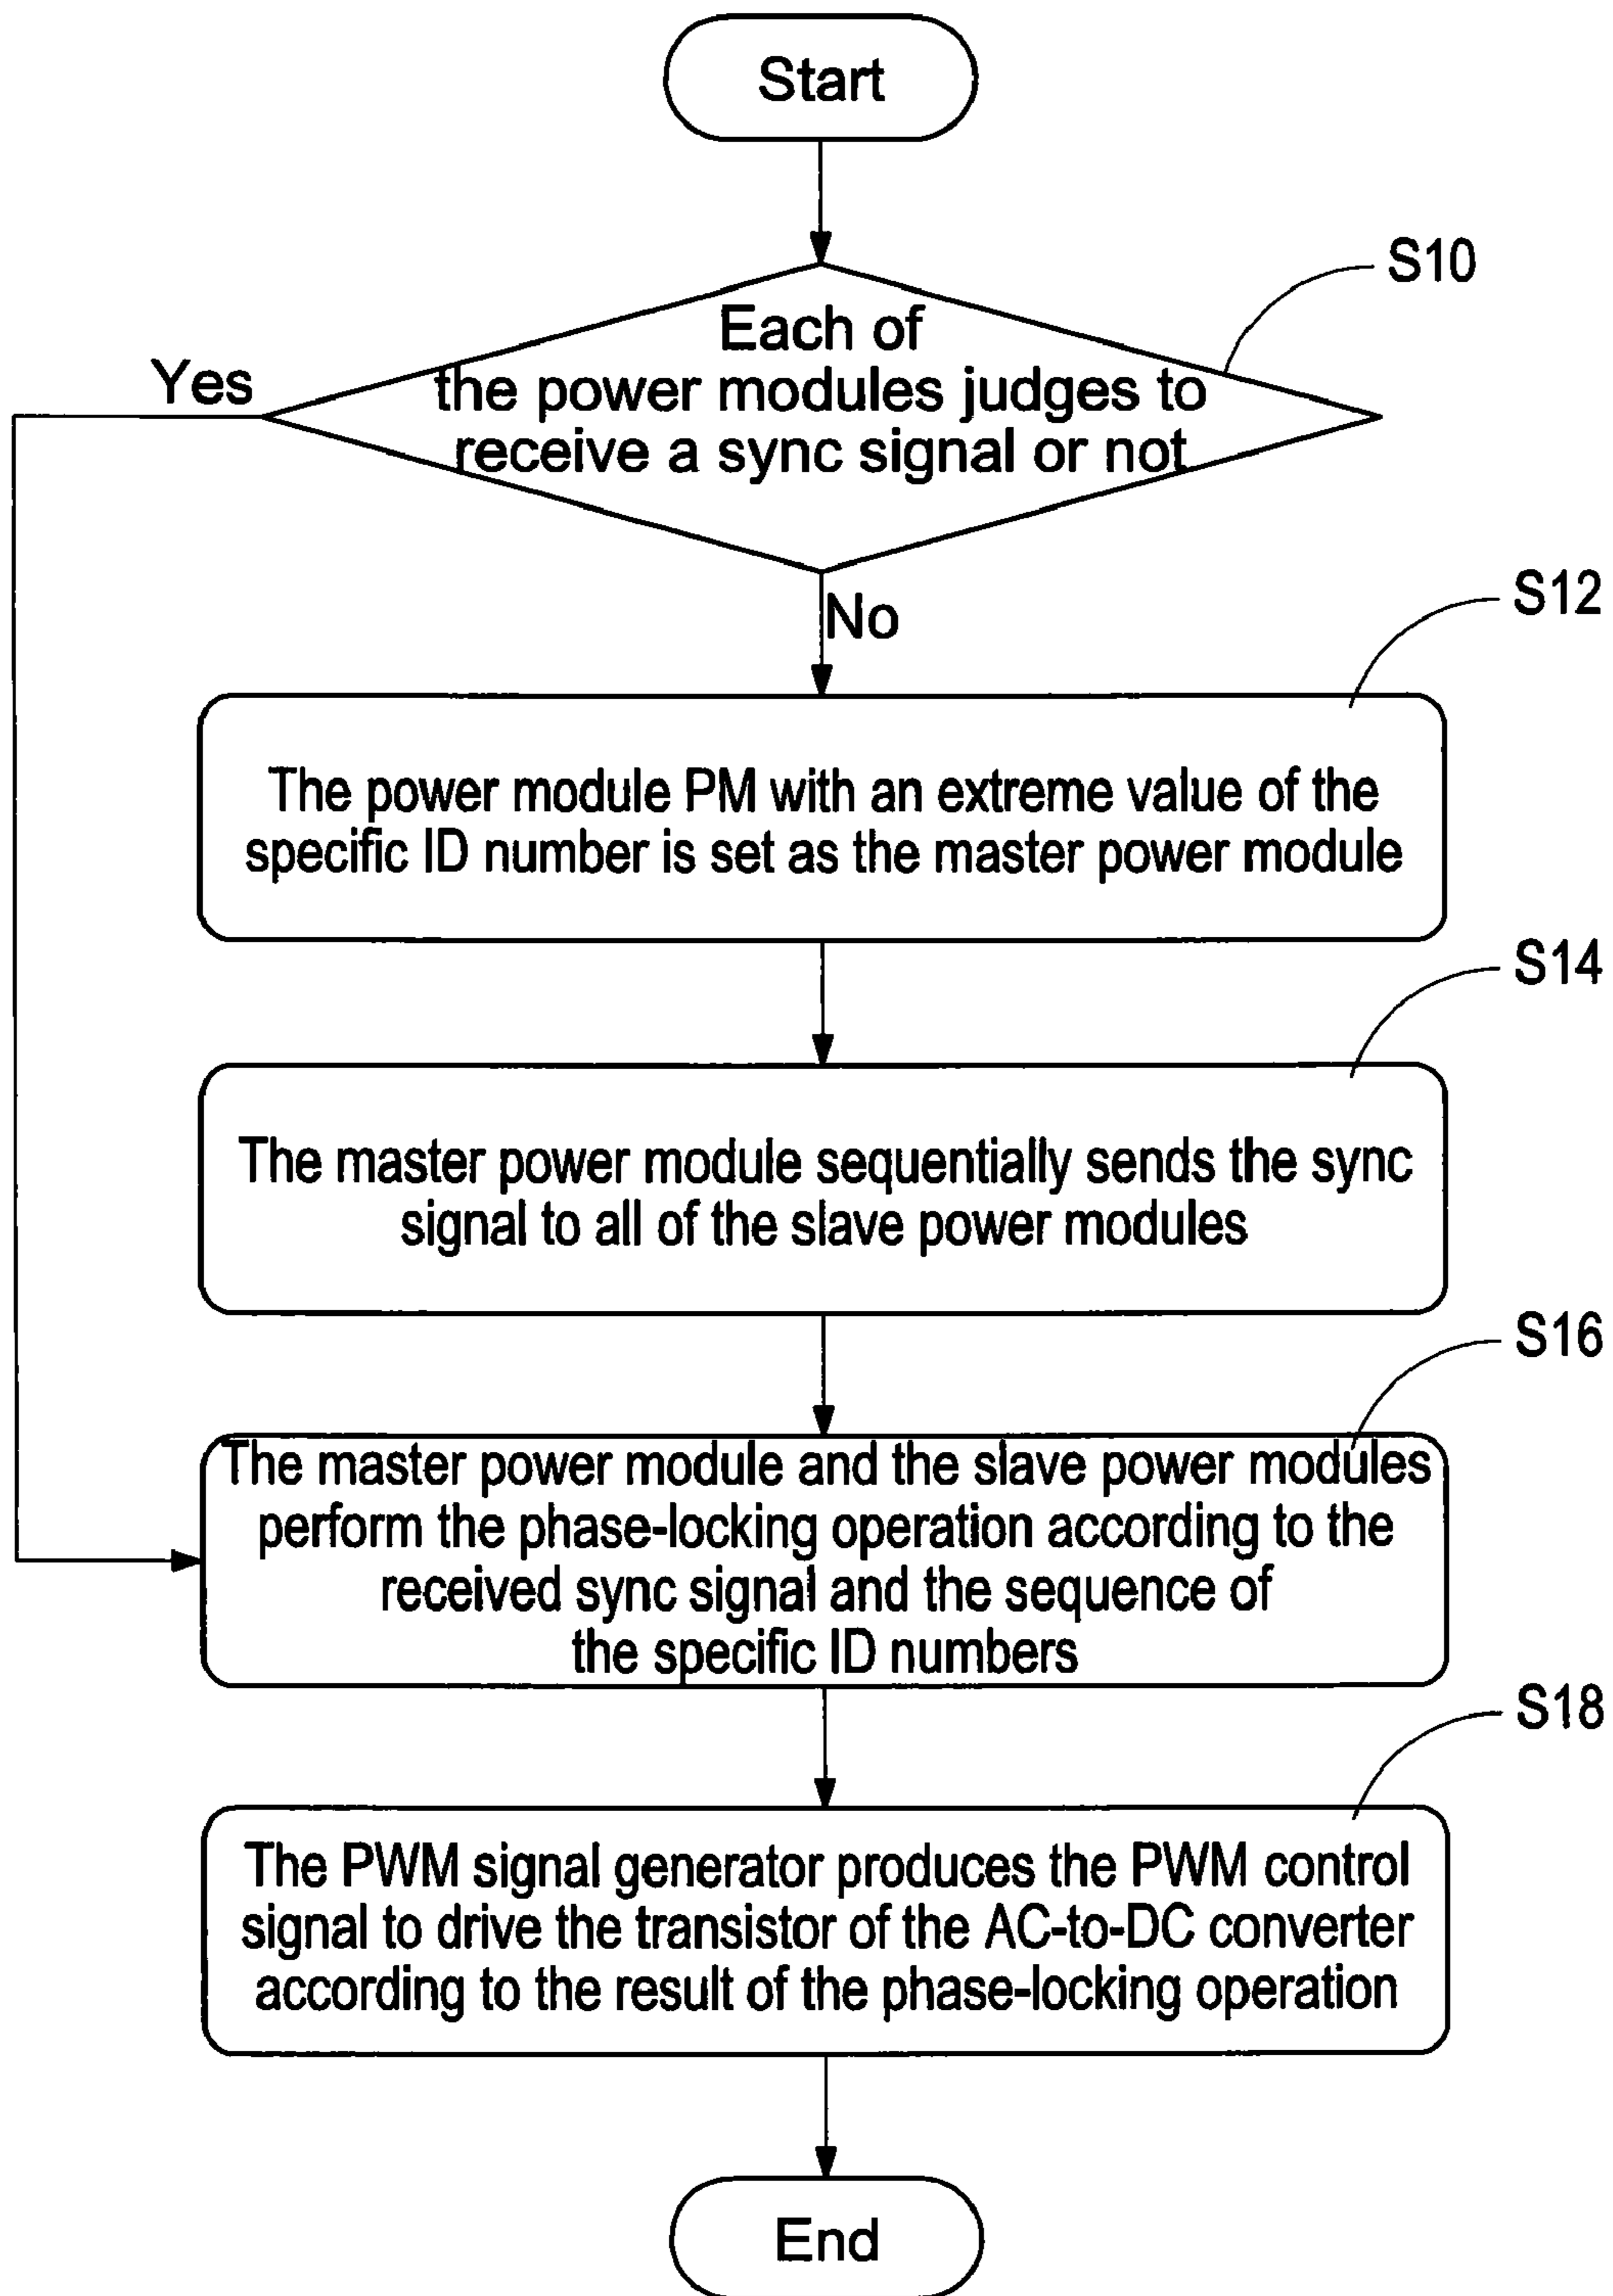 Start
S10
Each of
Yes
the power modules judges to
receive a sync signal or not
S12
No
The power module PM with an extreme value of the
specific ID number is set as the master power module
S14
The master power module sequentially sends the sync
signal to all of the slave power modules
S16
The master power module and the slave power modules
perform the phase-locking operation according to the
received sync signal and the sequence of
the specific ID numbers
S18
The PWM signal generator produces the PWM control
signal to drive the transistor of the AC-to-DC converter
according to the result of the phase-locking operation
End